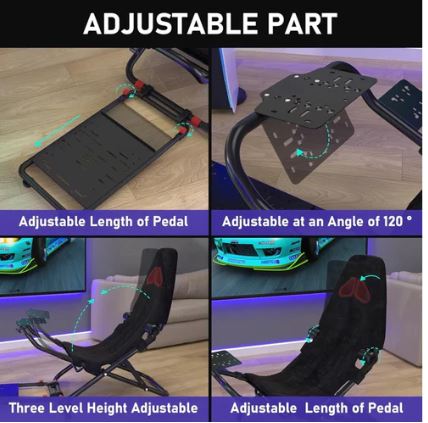 ADJUSTABLE PART
Adjustable Length of Pedal
Adjustable at an Angle of 120 °
Three Level Height Adjustable
Adjustable Length of Pedal